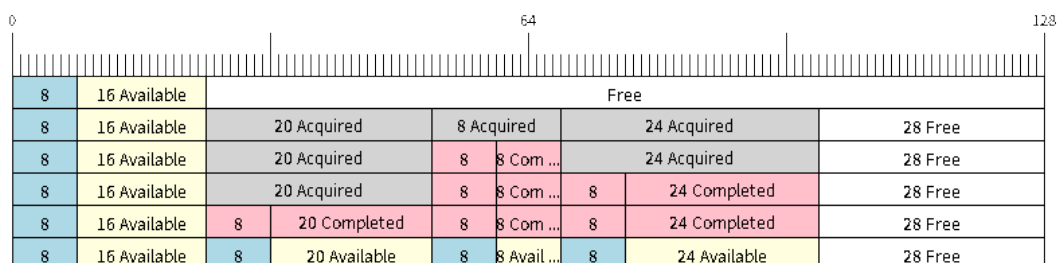 0 64 128
8 16 Available Free
8 16 Available 20 Acquired 8 Acquired 24 Acquired 28 Free
8 16 Available 20 Acquired 8 8 Com ... 24 Acquired 28 Free
8 16 Available 20 Acquired 8 8 Com ... 8 24 Completed 28 Free
8 16 Available 8 20 Completed 8 8 Com ... 8 24 Completed 28 Free
8 16 Available 8 20 Available 8 8 Avail ... 8 24 Available 28 Free